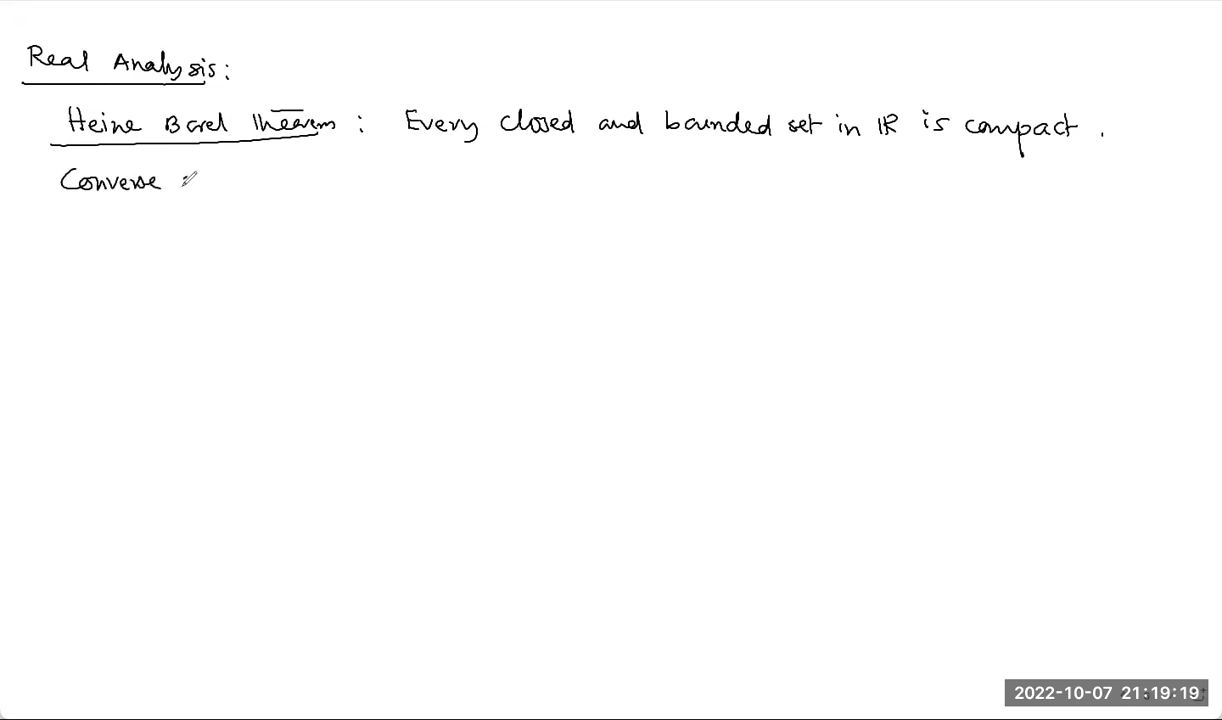 Real Analysis:
Heine Borel Theorem : Every closed and bounded set in ℝ is compact .
Converse
2022-10-07 21:19:19